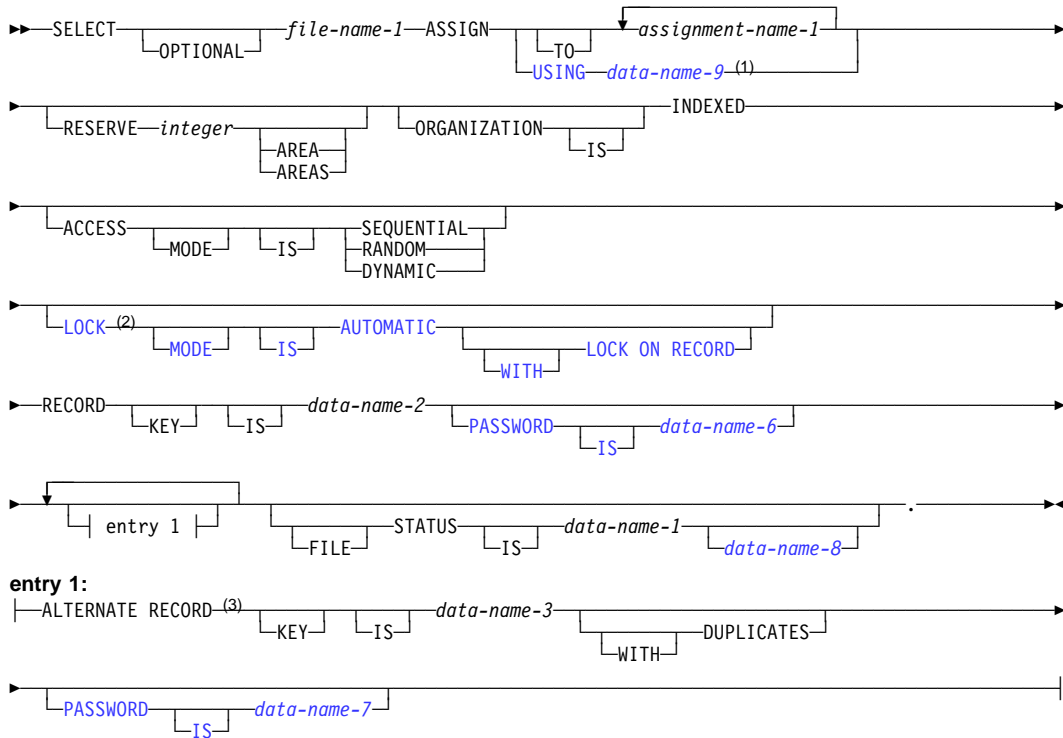 SELECT OPTIONAL file-name-1 ASSIGN TO assignment-name-1
USING data-name-9 (1)
RESERVE integer AREA AREAS ORGANIZATION IS INDEXED
ACCESS MODE IS SEQUENTIAL
RANDOM
DYNAMIC
LOCK (2) MODE IS AUTOMATIC WITH LOCK ON RECORD
RECORD KEY IS data-name-2 PASSWORD IS data-name-6
entry 1 FILE STATUS IS data-name-1 data-name-8 .
entry 1:
ALTERNATE RECORD (3) KEY IS data-name-3 WITH DUPLICATES
PASSWORD IS data-name-7